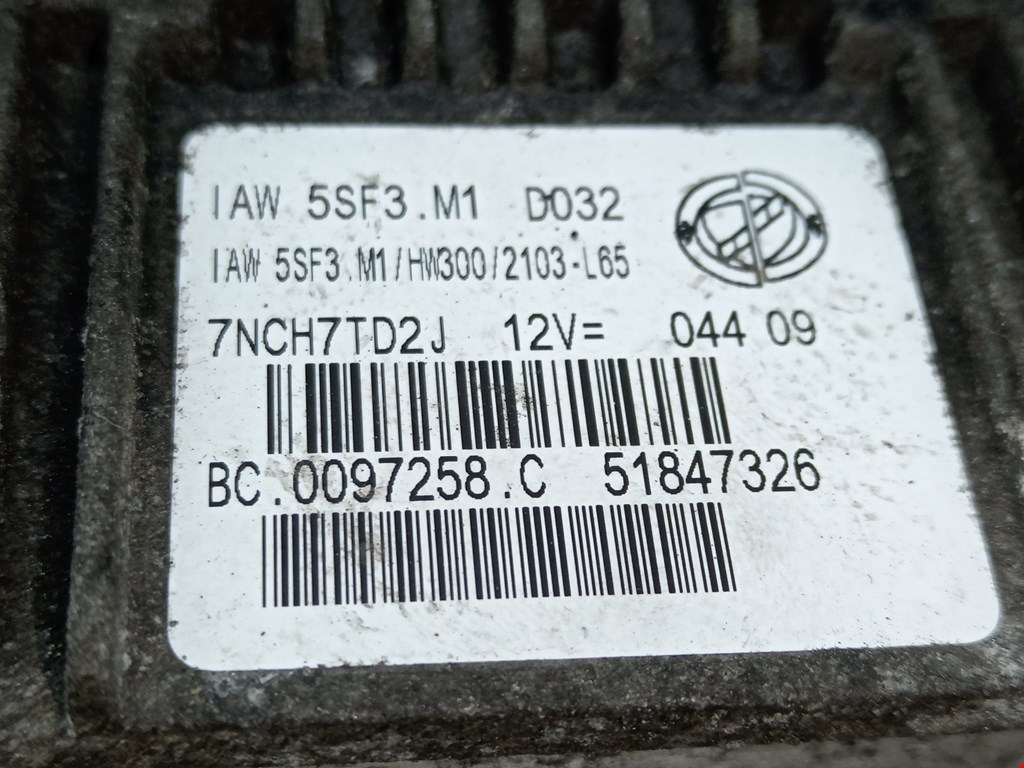 IAW 5SF3.M1 D032
IAW 5SF3.M1/HW300/2103-L65
7NCH7TD2J 12V= 044 09
BC.0097258.C 51847326